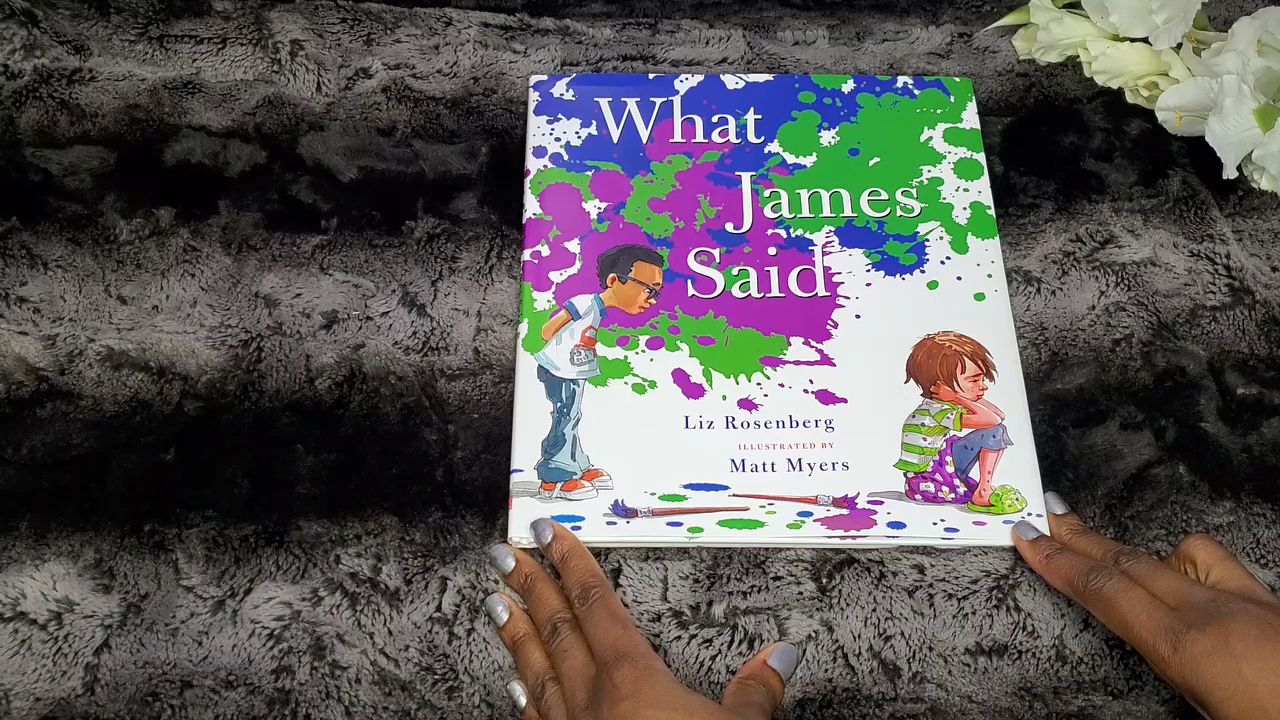 What
James
Said
Liz Rosenberg
ILLUSTRATED BY
Matt Myers